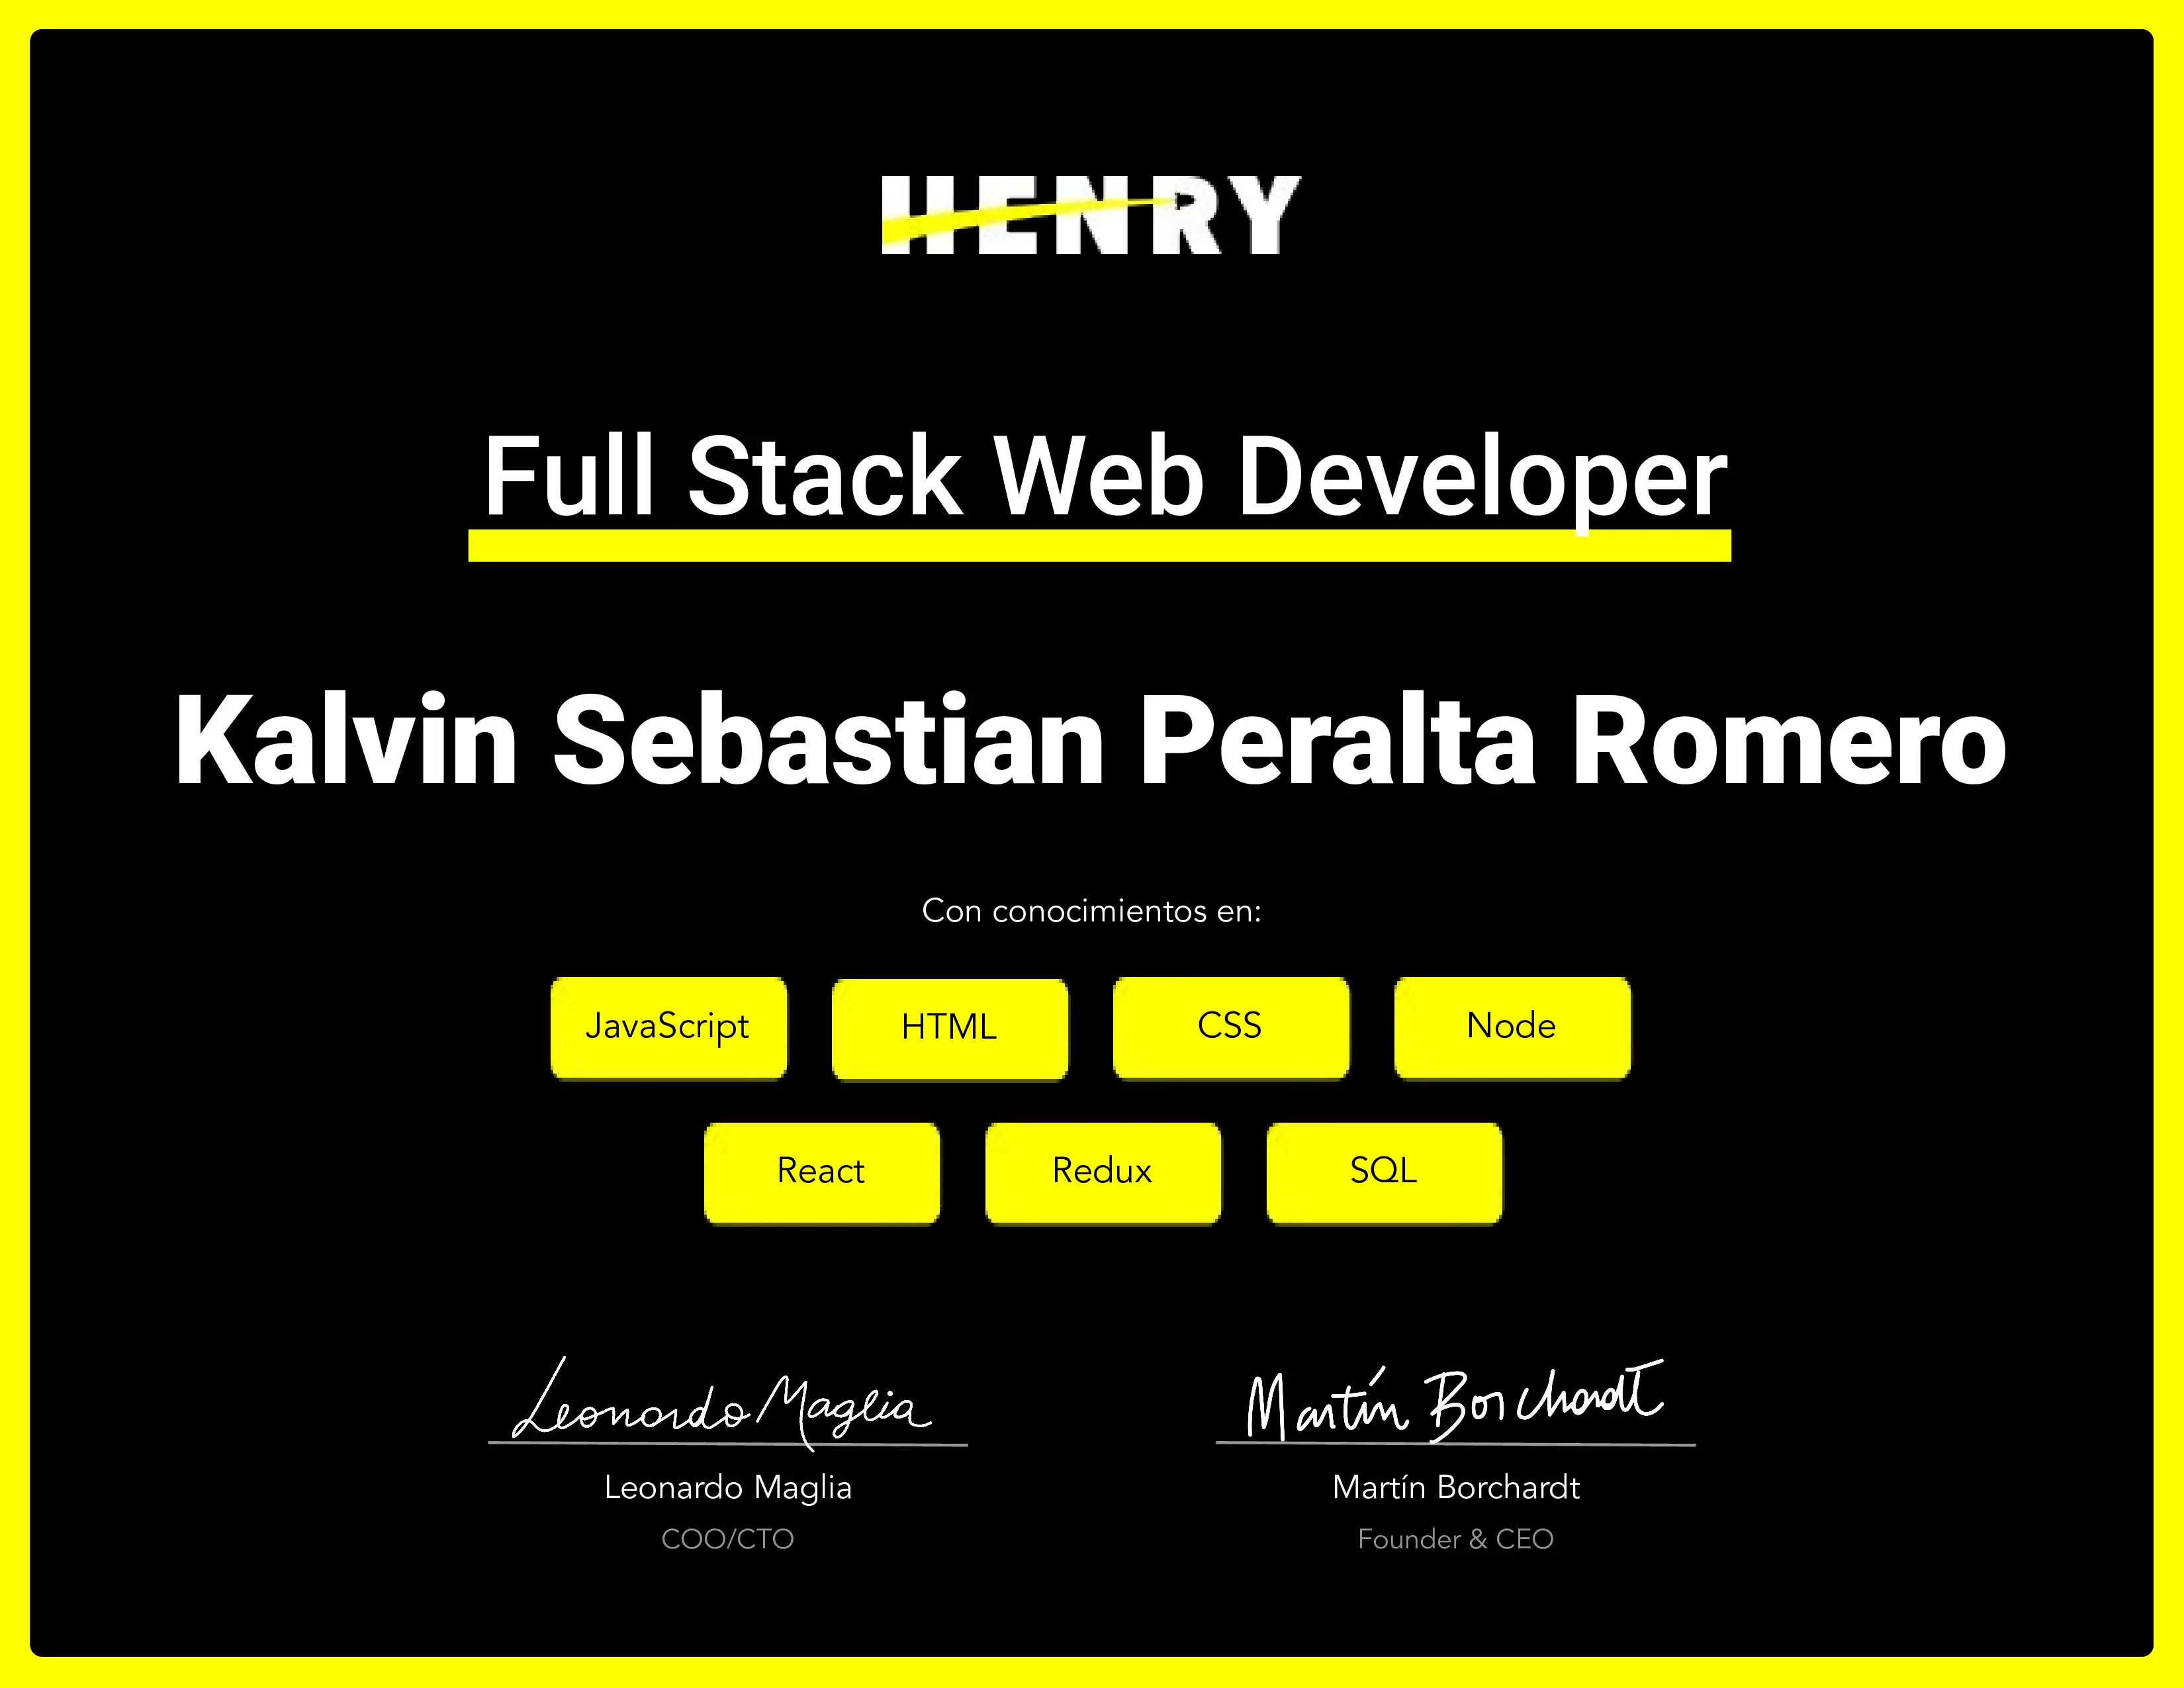 HENRY
Full Stack Web Developer
Kalvin Sebastian Peralta Romero
Con conocimientos en:
JavaScript HTML CSS Node
React Redux SQL
Leonardo Maglia Martín Borchardt
Leonardo Maglia Martín Borchardt
COO/CTO Founder & CEO